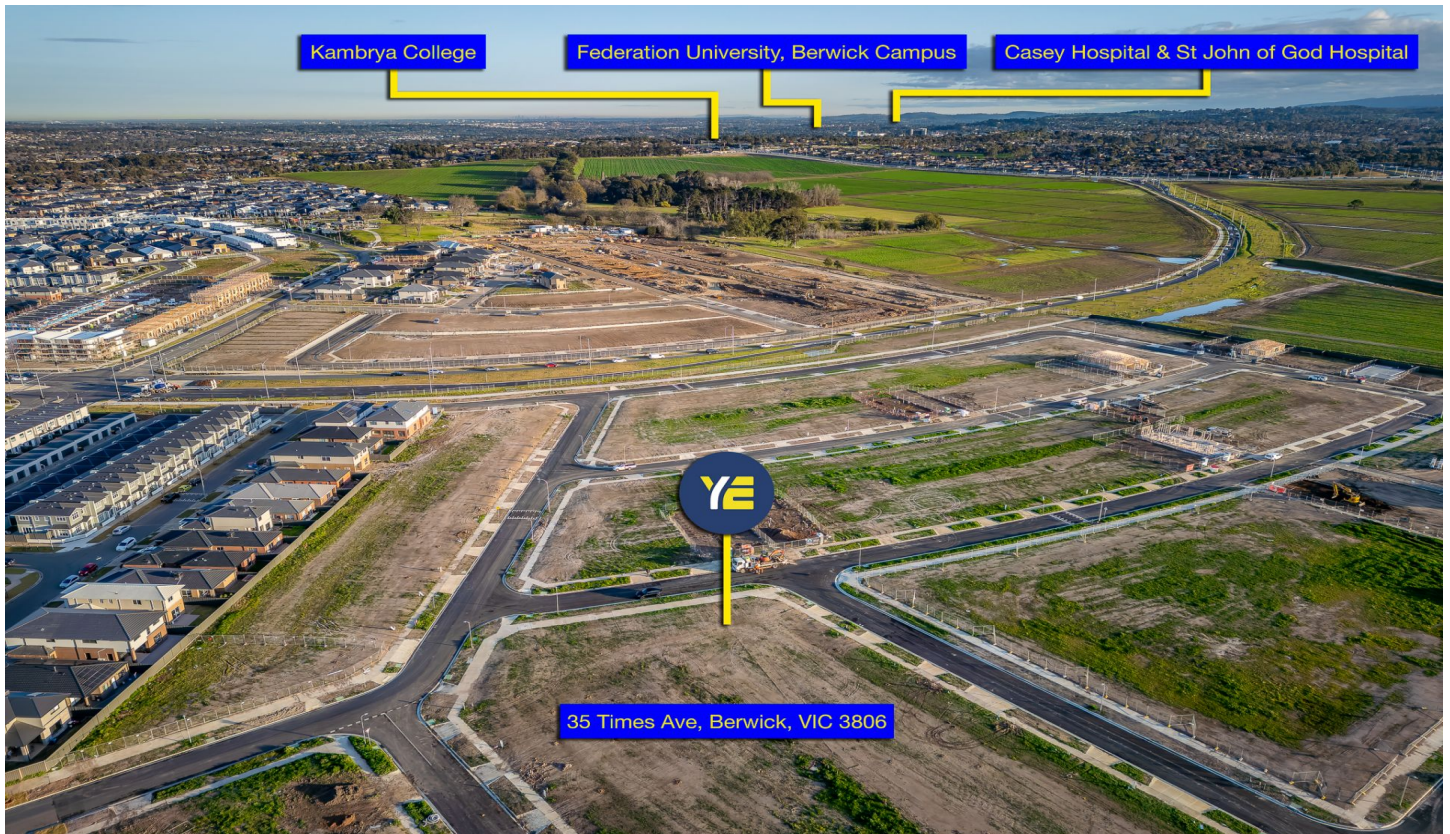 Kambrya College
Federation University, Berwick Campus
Casey Hospital & St John of God Hospital
YE
35 Times Ave, Berwick, VIC 3806